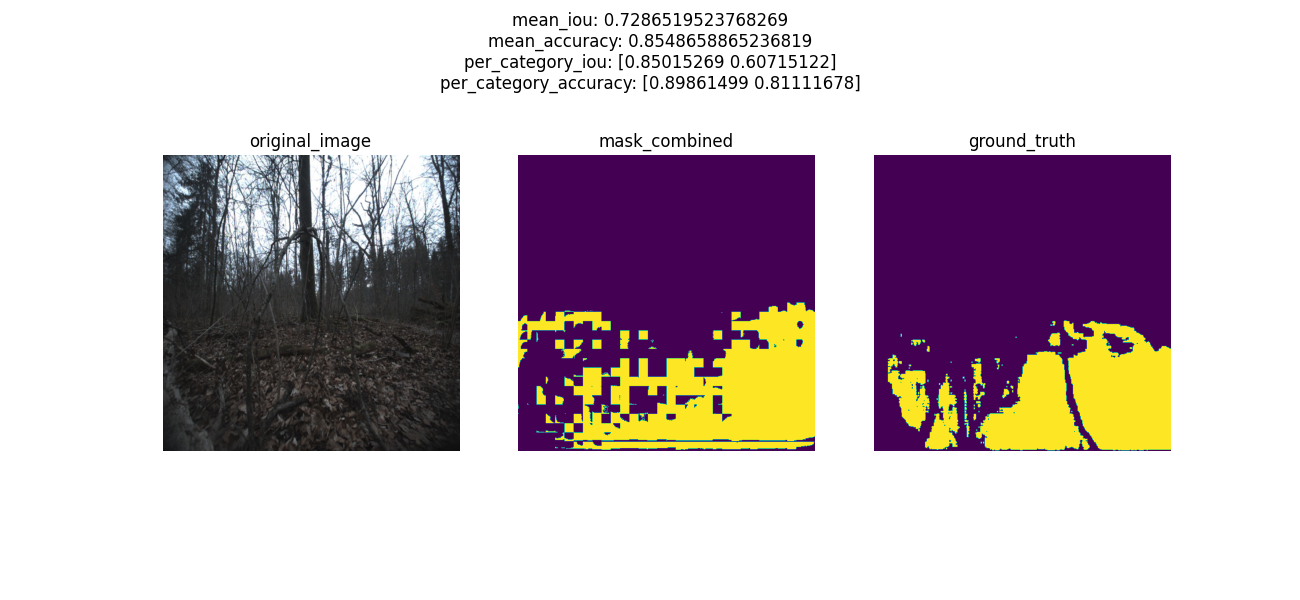 mean_iou: 0.7286519523768269
mean_accuracy: 0.8548658865236819
per_category_iou: [0.85015269 0.60715122]
per_category_accuracy: [0.89861499 0.81111678]
original_image
mask_combined
ground_truth